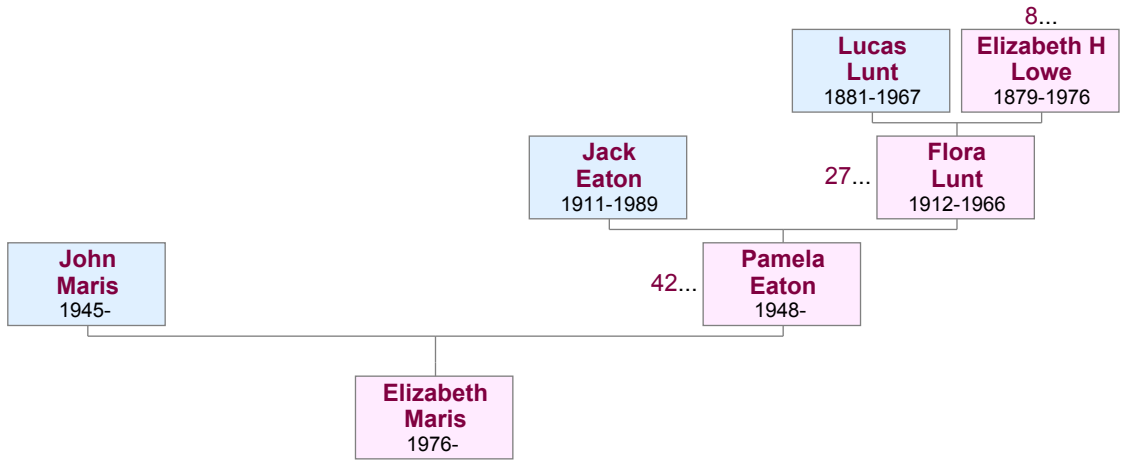 8...
Lucas
Lunt
1881-1967
Elizabeth H
Lowe
1879-1976
Jack
Eaton
1911-1989
27...
Flora
Lunt
1912-1966
John
Maris
1945-
42...
Pamela
Eaton
1948-
Elizabeth
Maris
1976-